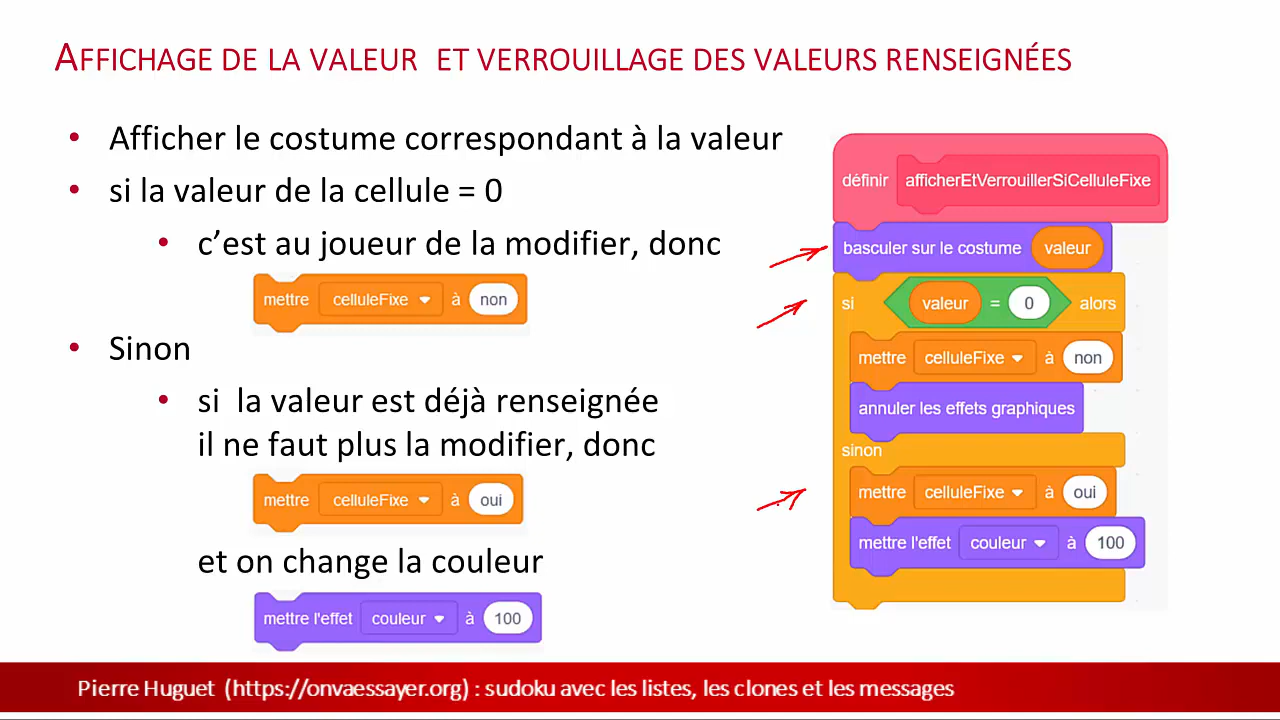 AFFICHAGE DE LA VALEUR ET VERROUILLAGE DES VALEURS RENSEIGNÉES
• Afficher le costume correspondant à la valeur
• si la valeur de la cellule = 0
• c’est au joueur de la modifier, donc
mettre celluleFixe à non
• Sinon
• si la valeur est déjà renseignée
il ne faut plus la modifier, donc
mettre celluleFixe à oui
et on change la couleur
mettre l'effet couleur à 100
définir afficherEtVerrouillerSiCelluleFixe
basculer sur le costume valeur
si valeur = 0 alors
mettre celluleFixe à non
annuler les effets graphiques
sinon
mettre celluleFixe à oui
mettre l'effet couleur à 100
Pierre Huguet (https://onvaessayer.org) : sudoku avec les listes, les clones et les messages